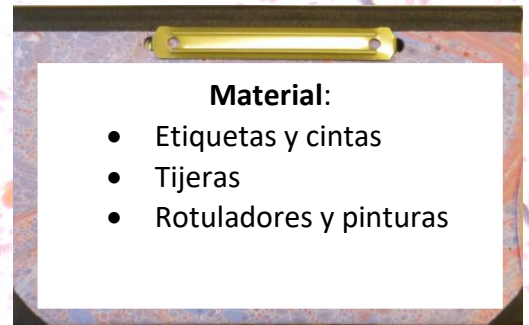 Material:
• Etiquetas y cintas
• Tijeras
• Rotuladores y pinturas